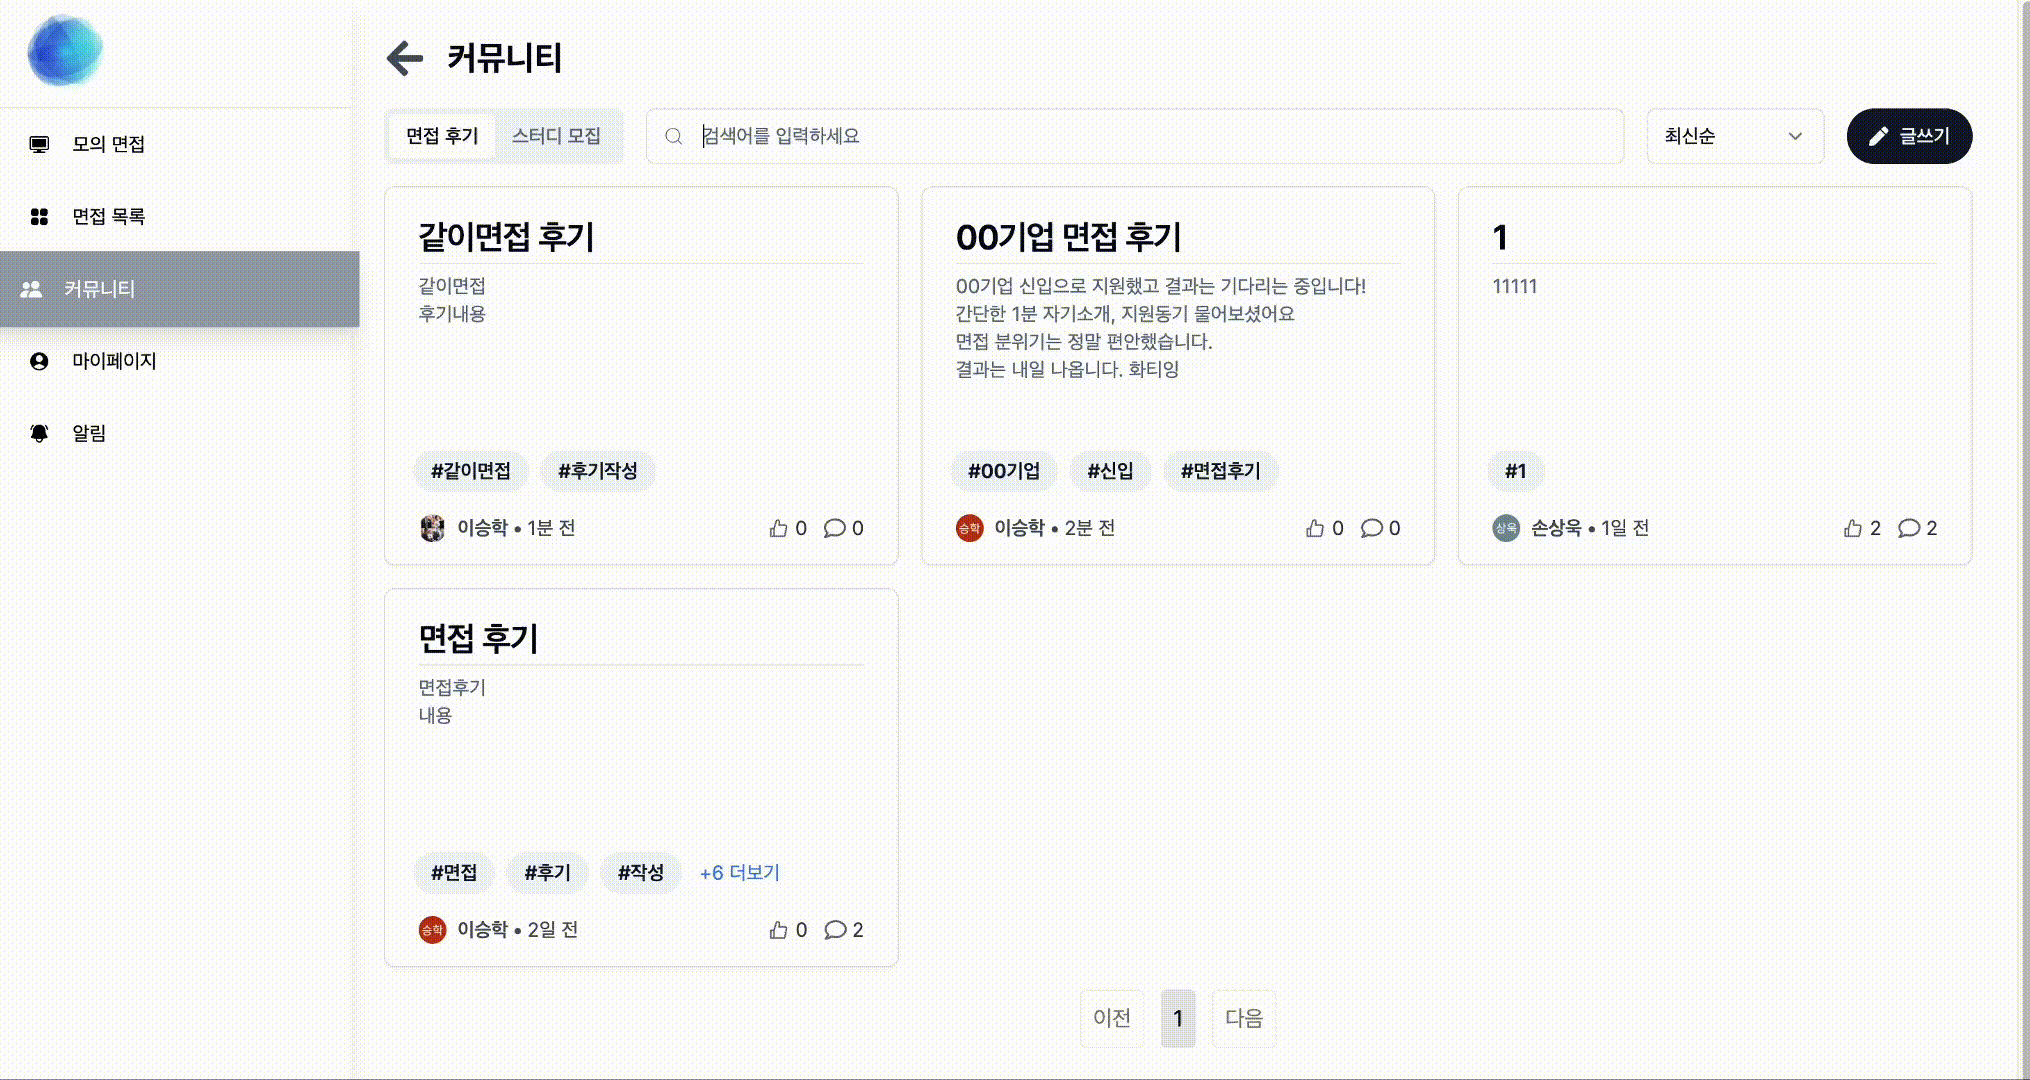 모의 면접
면접 목록
커뮤니티
마이페이지
알림
커뮤니티
면접 후기
스터디 모집
검색어를 입력하세요
최신순
글쓰기
같이면접 후기
같이면접
후기내용
#같이면접 #후기작성
이승학 • 1분 전 0 0
00기업 면접 후기
00기업 신입으로 지원했고 결과는 기다리는 중입니다!
간단한 1분 자기소개, 지원동기 물어보셨어요
면접 분위기는 정말 편안했습니다.
결과는 내일 나옵니다. 화티잉
#00기업 #신입 #면접후기
승학 이승학 • 2분 전 0 0
1
11111
#1
상욱 손상욱 • 1일 전 2 2
면접 후기
면접후기
내용
#면접 #후기 #작성 +6 더보기
승학 이승학 • 2일 전 0 2
이전 1 다음